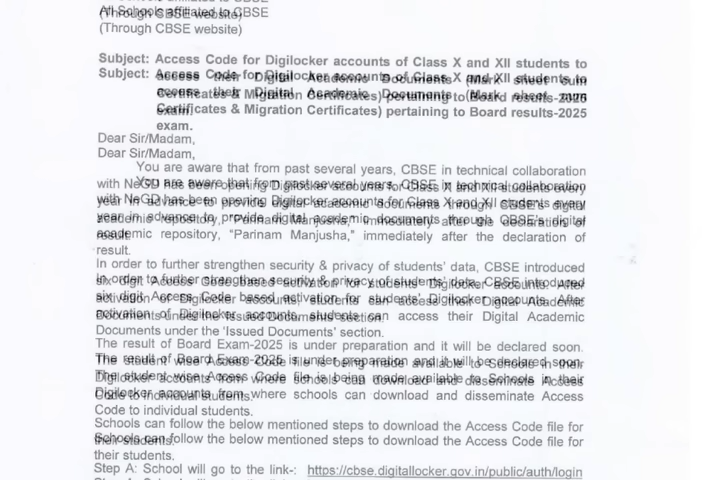 All Schools affiliated to CBSE
(Through CBSE website)
Subject: Access Code for Digilocker accounts of Class X and XII students to
access their Digital Academic Documents (Mark sheet cum
Certificates & Migration Certificates) pertaining to Board results-2025
exam.
Dear Sir/Madam,
You are aware that from past several years, CBSE in technical collaboration
with NeGD has been opening Digilocker accounts for Class X and XII students every
year in advance to provide digital academic documents through CBSE's digital
academic repository, "Parinam Manjusha," immediately after the declaration of
result.
In order to further strengthen security & privacy of students' data, CBSE introduced
six digit Access Code based activation for students' Digilocker accounts. After
activation of Digilocker accounts, students can access their Digital Academic
Documents under the 'Issued Documents' section.
The result of Board Exam-2025 is under preparation and it will be declared soon.
The student wise Access Code file is being made available to Schools in their
Digilocker accounts from where schools can download and disseminate Access
Code to individual students.
Schools can follow the below mentioned steps to download the Access Code file for
their students.
Step A: School will go to the link-: https://cbse.digitallocker.gov.in/public/auth/login